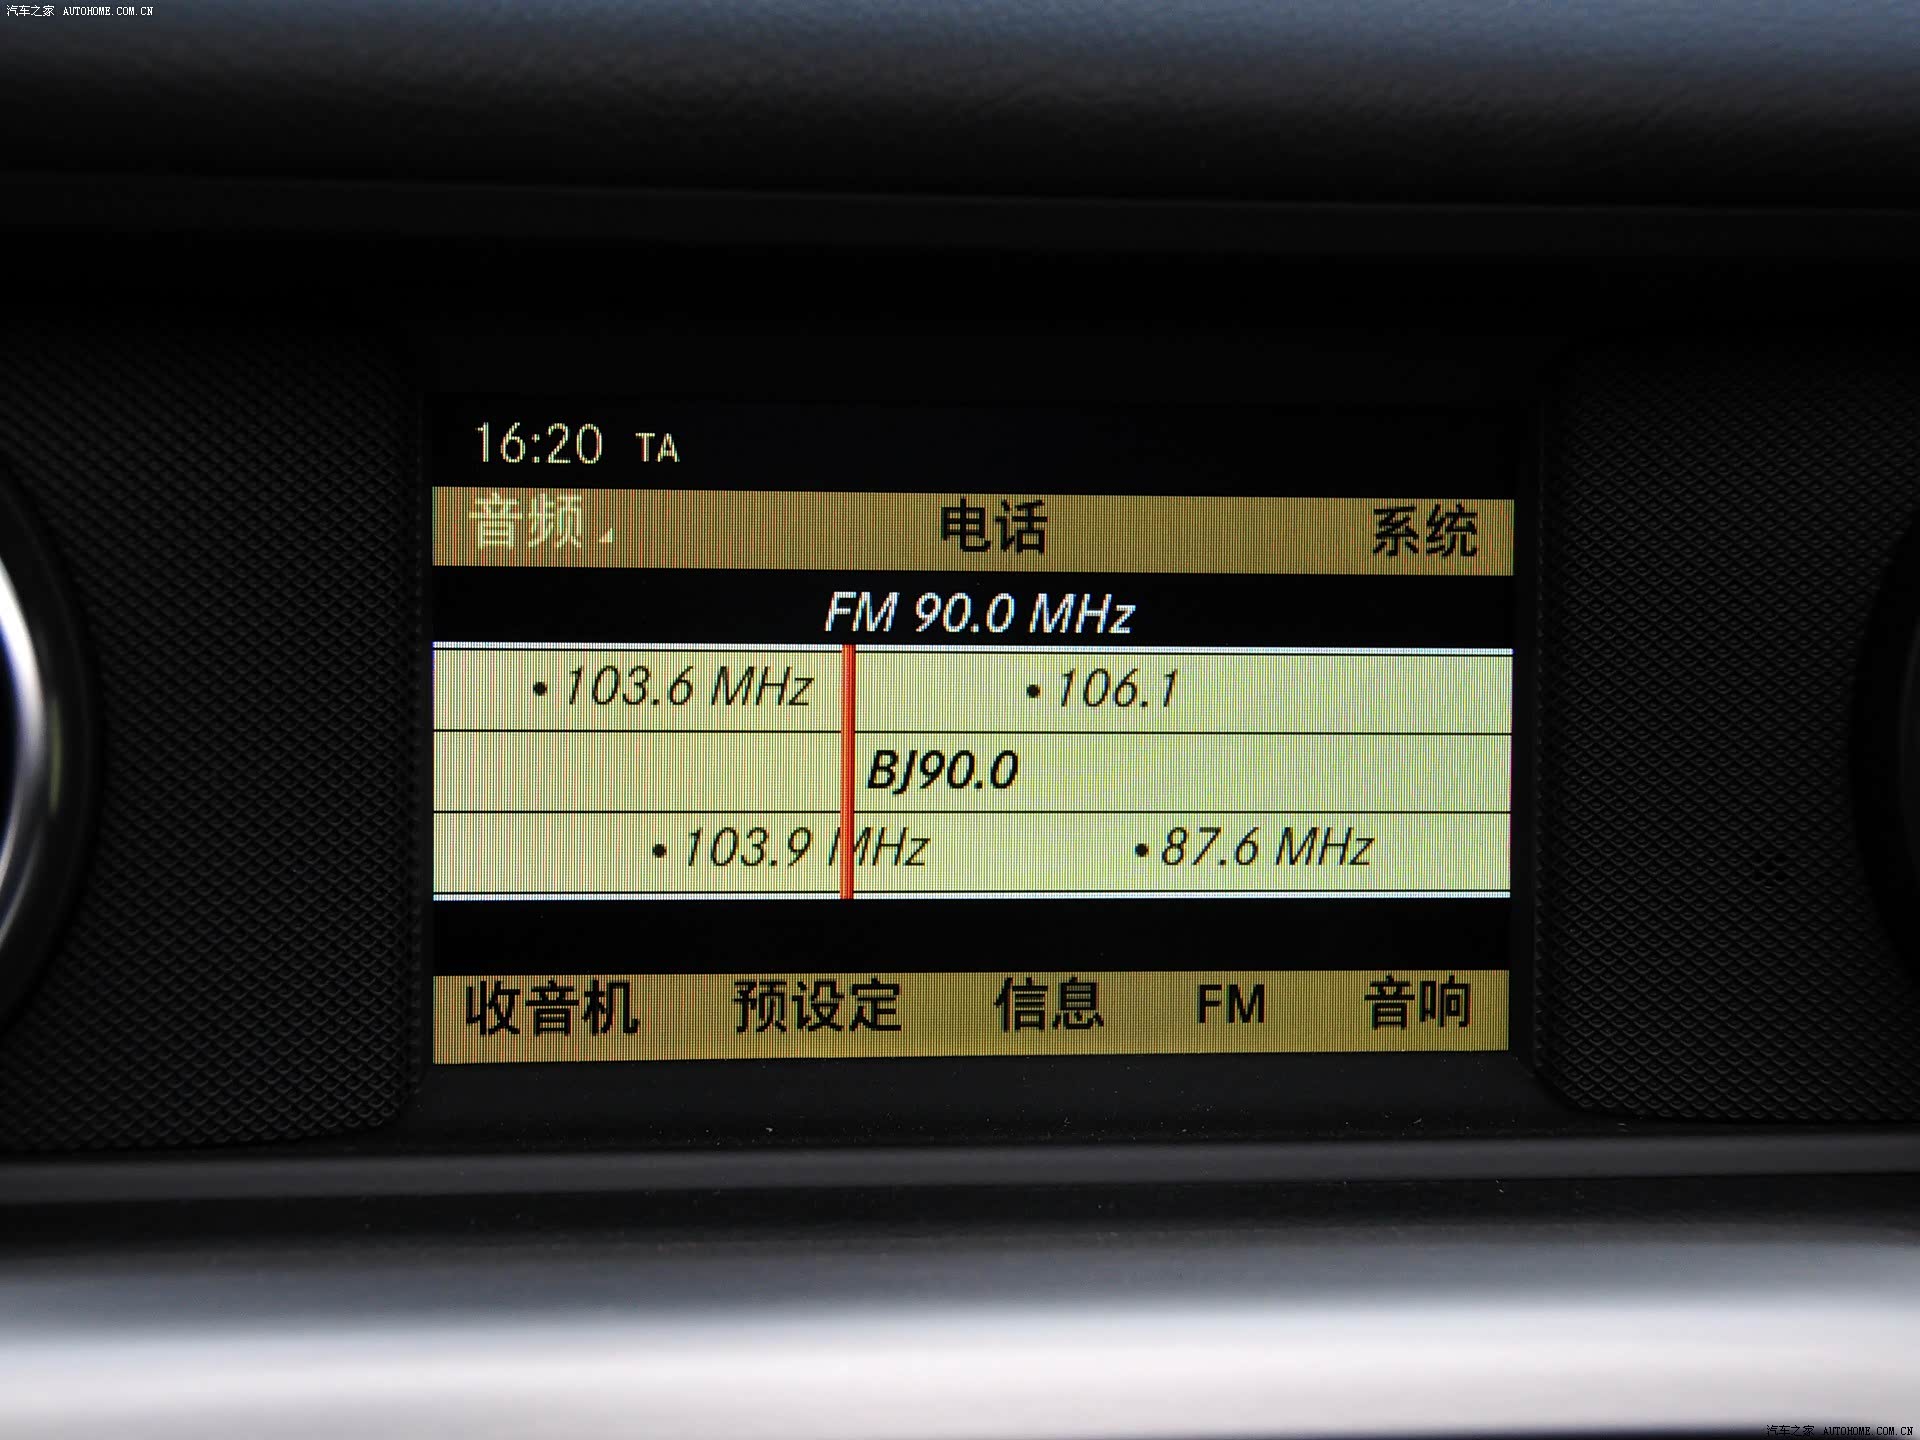 汽车之家 AUTOHOME.COM.CN
16:20 TA
音频 电话 系统
FM 90.0 MHz
•103.6 MHz •106.1
BJ90.0
•103.9 MHz •87.6 MHz
收音机 预设定 信息 FM 音响
汽车之家 AUTOHOME.COM.CN